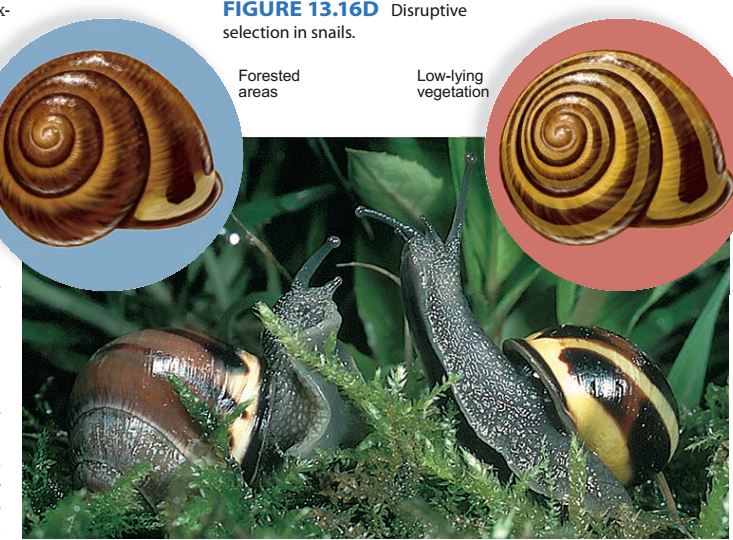 k-
FIGURE 13.16D Disruptive
selection in snails.
Forested
areas
Low-lying
vegetation